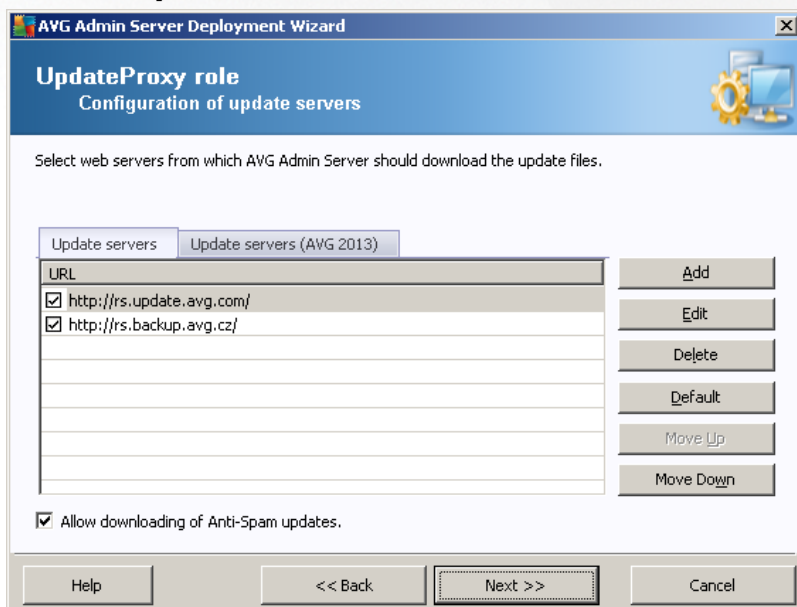 AVG Admin Server Deployment Wizard
UpdateProxy role
Configuration of update servers
Select web servers from which AVG Admin Server should download the update files.
Update servers
Update servers (AVG 2013)
URL
http://rs.update.avg.com/
http://rs.backup.avg.cz/
Add
Edit
Delete
Default
Move Up
Move Down
Allow downloading of Anti-Spam updates.
Help
<< Back
Next >>
Cancel